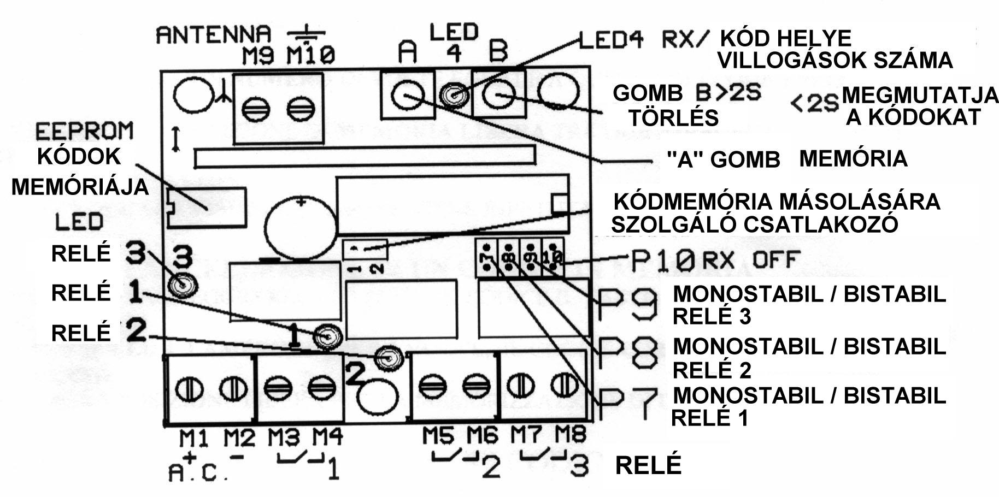 ANTENNA
M9 M10
A
LED
4
B
LED4 RX/ KÓD HELYE
VILLOGÁSOK SZÁMA
GOMB B>2S <2S MEGMUTATJA
TÖRLÉS A KÓDOKAT
EEPROM
KÓDOK
MEMÓRIÁJA
"A" GOMB MEMÓRIA
KÓDMEMÓRIA MÁSOLÁSÁRA
SZOLGÁLÓ CSATLAKOZÓ
LED
RELÉ 3
3
+
1 2
7 8 9 10
P10 RX OFF
RELÉ 1
1
RELÉ 2
2
P9 MONOSTABIL / BISTABIL
RELÉ 3
P8 MONOSTABIL / BISTABIL
RELÉ 2
P7 MONOSTABIL / BISTABIL
RELÉ 1
M1 M2 M3 M4 M5 M6 M7 M8
+ -
A.C. 1 2 3 RELÉ